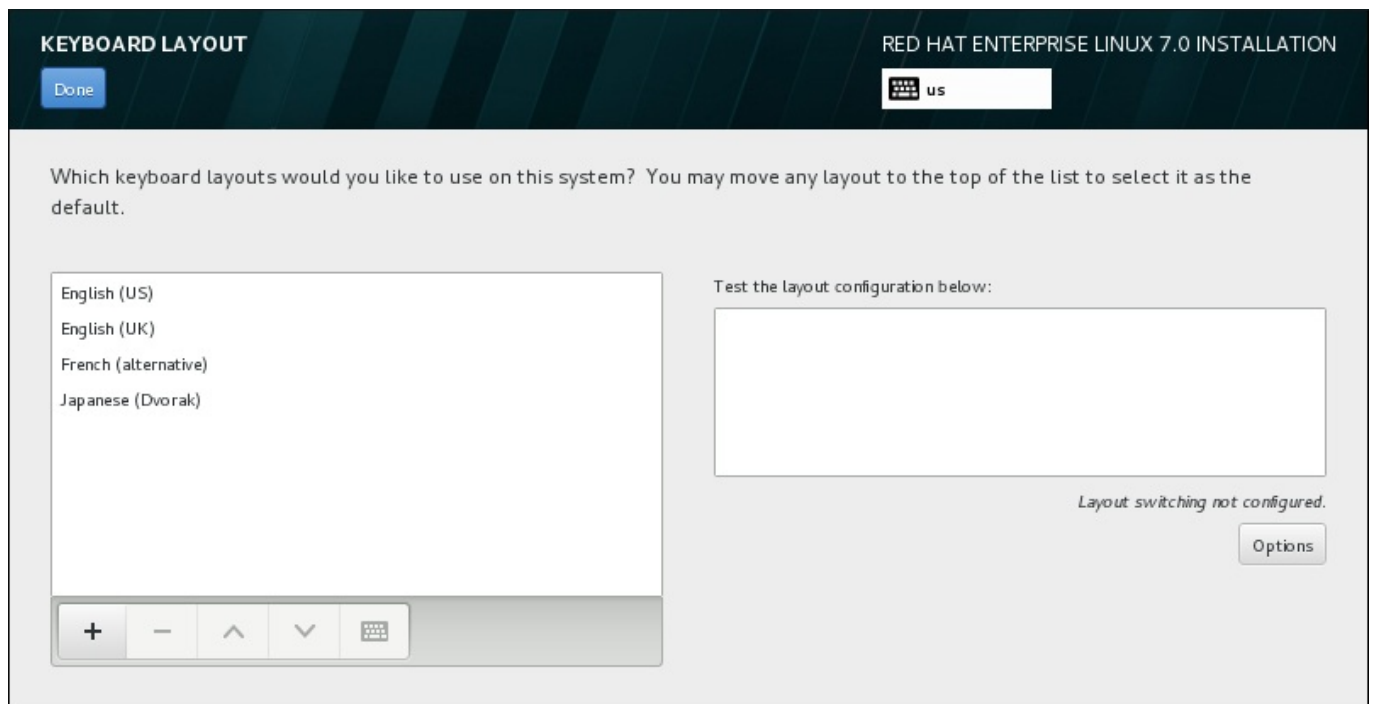 KEYBOARD LAYOUT
Done
RED HAT ENTERPRISE LINUX 7.0 INSTALLATION
us
Which keyboard layouts would you like to use on this system? You may move any layout to the top of the list to select it as the
default.
English (US)
English (UK)
French (alternative)
Japanese (Dvorak)
Test the layout configuration below:
Layout switching not configured.
Options